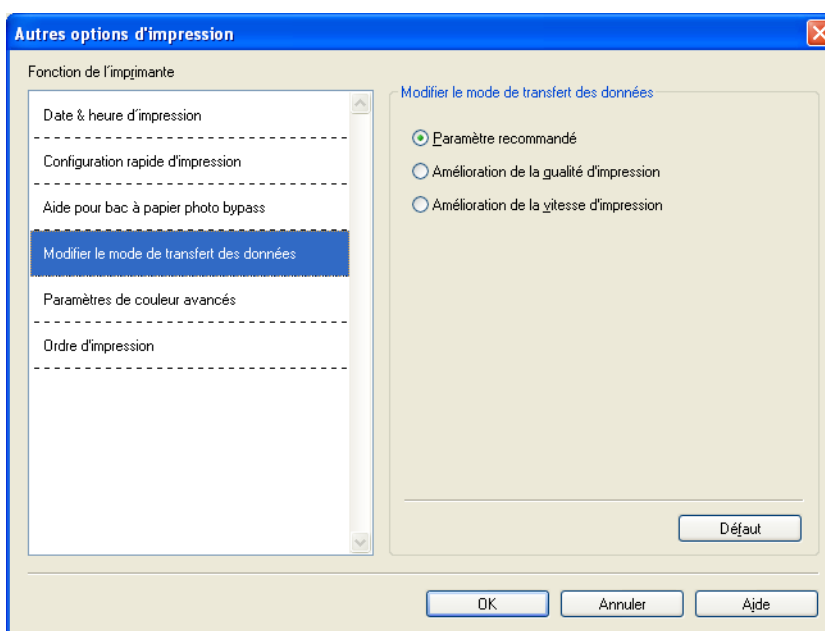 Autres options d'impression
Fonction de l'imprimante
Date & heure d'impression
Configuration rapide d'impression
Aide pour bac à papier photo bypass
Modifier le mode de transfert des données
Paramètres de couleur avancés
Ordre d'impression
Modifier le mode de transfert des données
Paramètre recommandé
Amélioration de la qualité d'impression
Amélioration de la vitesse d'impression
Défaut
OK
Annuler
Aide